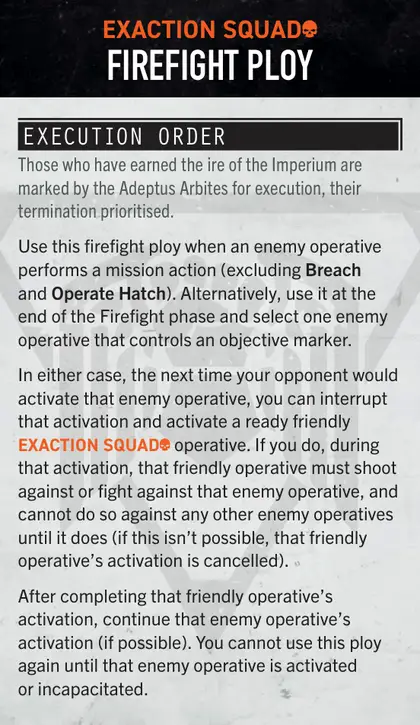 EXACTION SQUAD
FIREFIGHT PLOY
EXECUTION ORDER
Those who have earned the ire of the Imperium are
marked by the Adeptus Arbites for execution, their
termination prioritised.
Use this firefight ploy when an enemy operative
performs a mission action (excluding Breach
and Operate Hatch). Alternatively, use it at the
end of the Firefight phase and select one enemy
operative that controls an objective marker.
In either case, the next time your opponent would
activate that enemy operative, you can interrupt
that activation and activate a ready friendly
EXACTION SQUAD operative. If you do, during
that activation, that friendly operative must shoot
against or fight against that enemy operative, and
cannot do so against any other enemy operatives
until it does (if this isn’t possible, that friendly
operative’s activation is cancelled).
After completing that friendly operative’s
activation, continue that enemy operative’s
activation (if possible). You cannot use this ploy
again until that enemy operative is activated
or incapacitated.